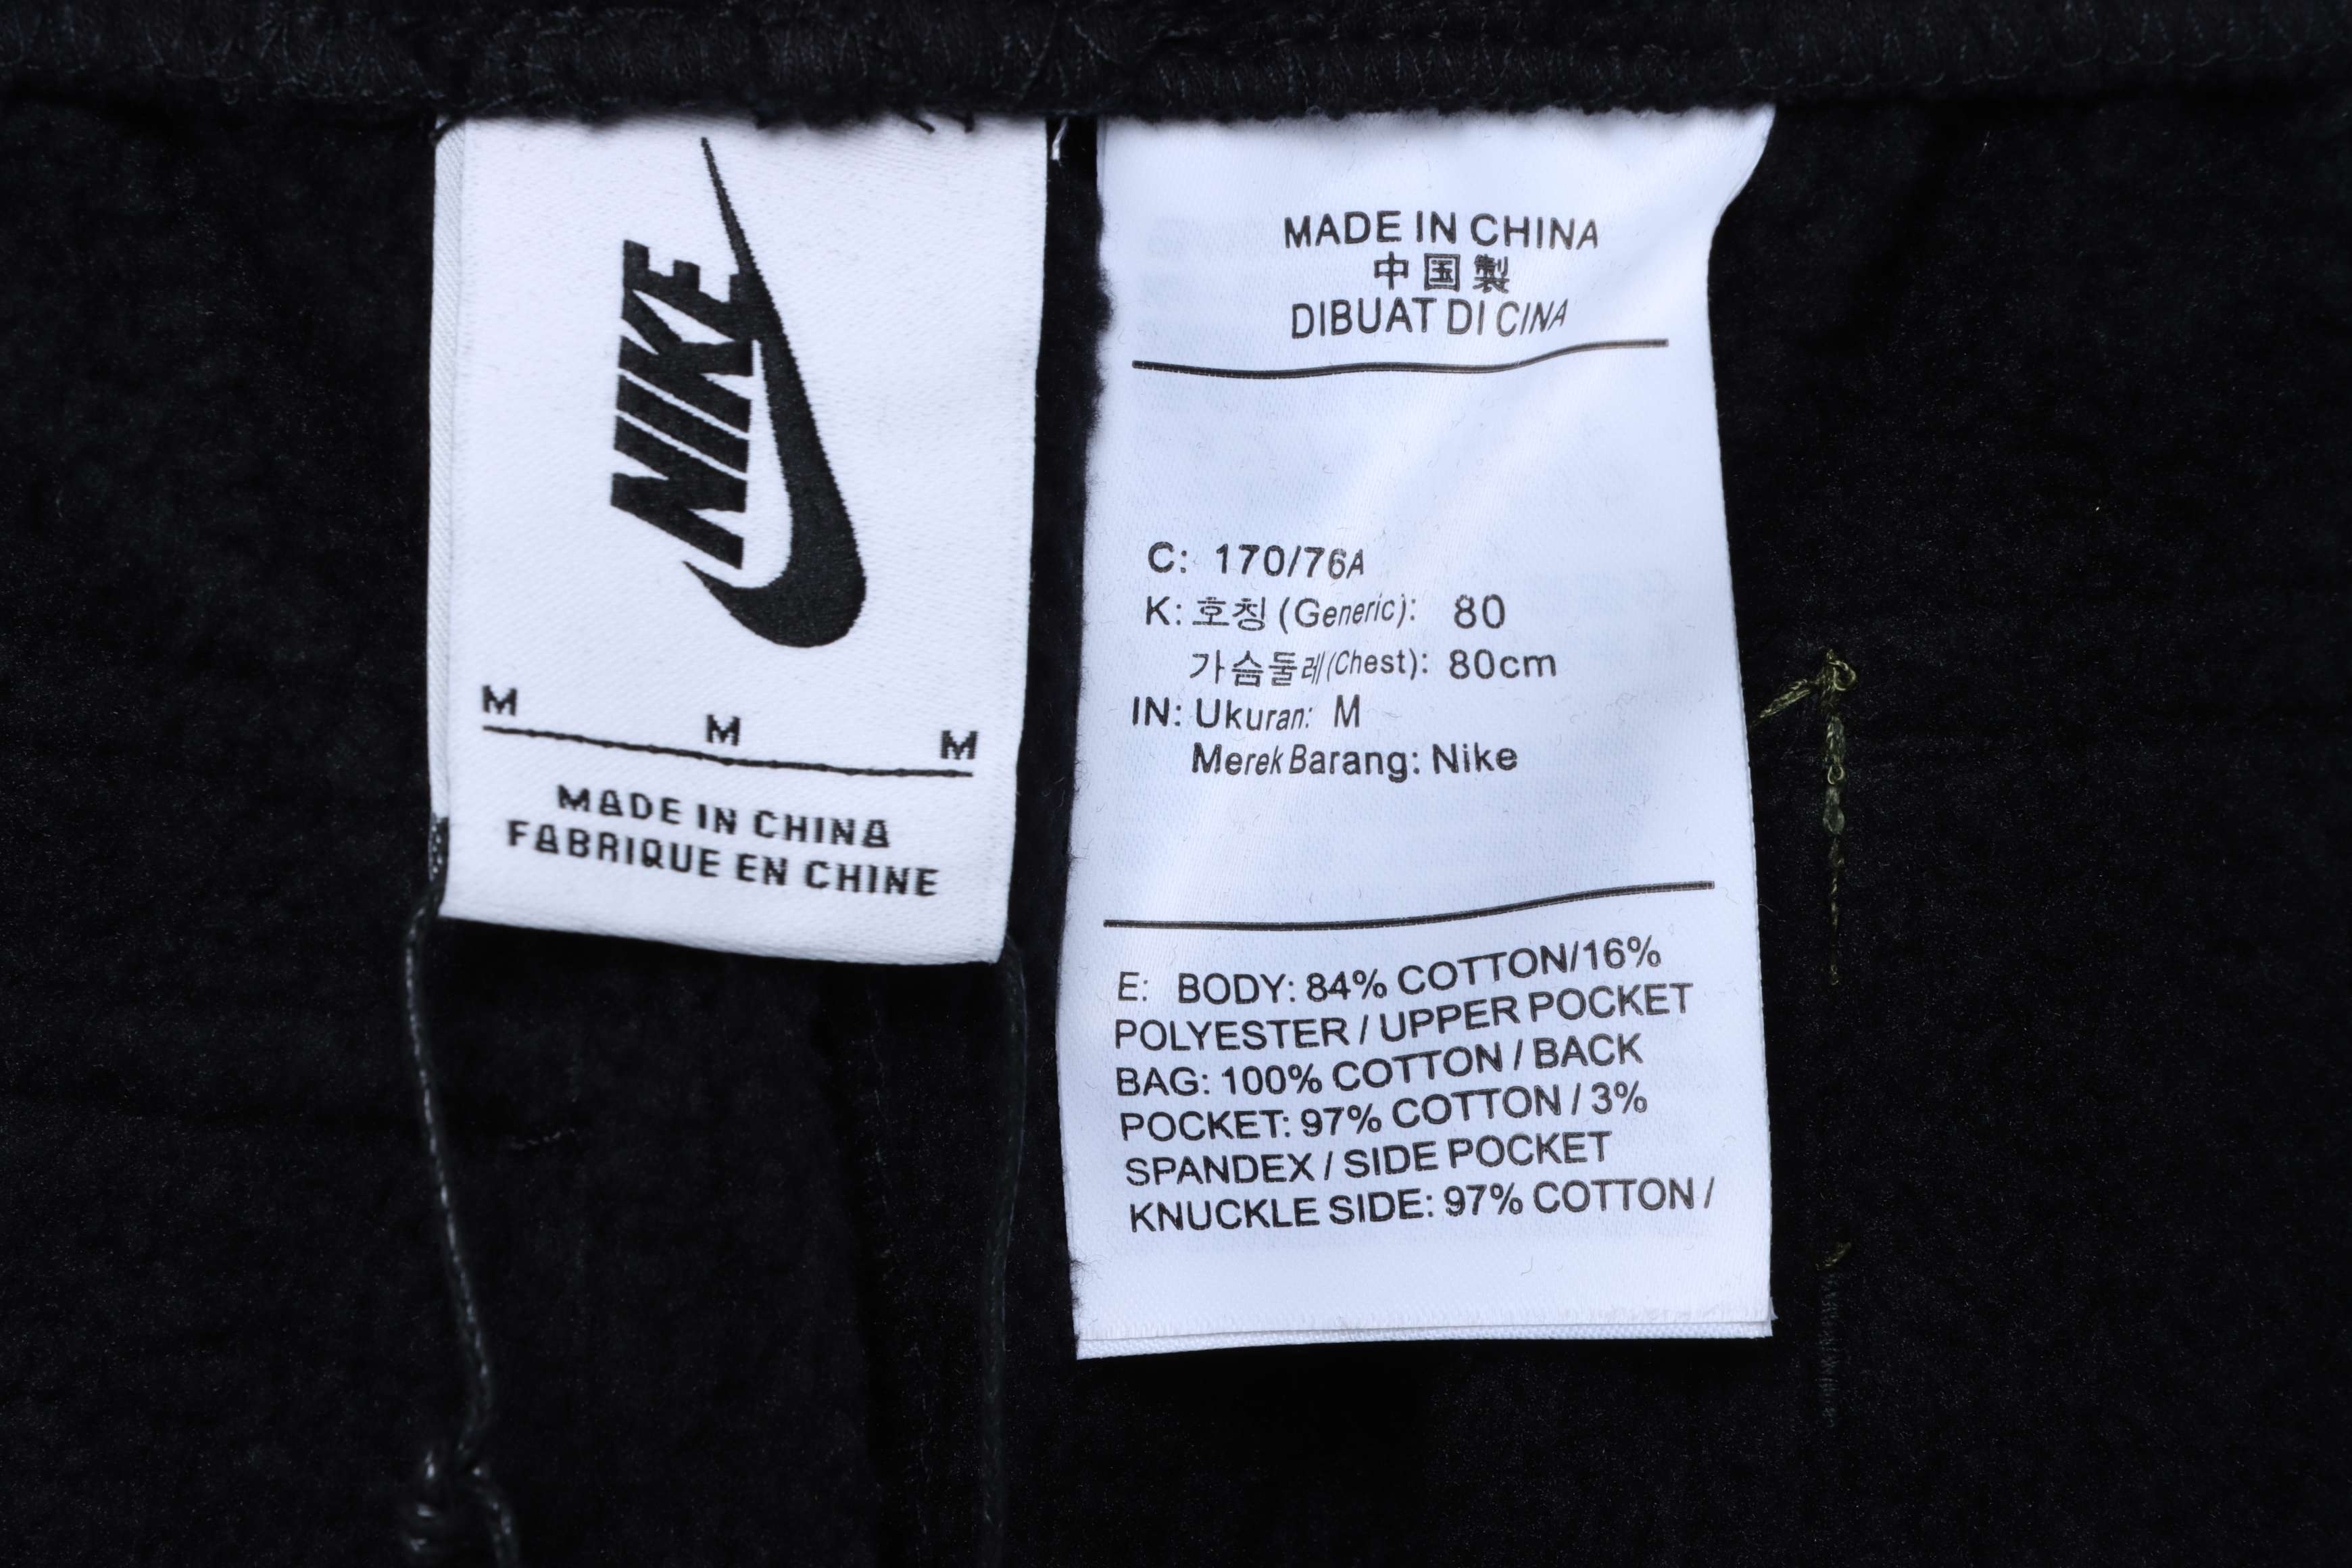 NIKE
M M M
MADE IN CHINA
FABRIQUE EN CHINE
MADE IN CHINA
中国製
DIBUAT DI CINA
C: 170/76A
K: 호칭 (Generic): 80
가슴둘레(Chest): 80cm
IN: Ukuran: M
Merek Barang: Nike
E: BODY: 84% COTTON/16%
POLYESTER / UPPER POCKET
BAG: 100% COTTON / BACK
POCKET: 97% COTTON / 3%
SPANDEX / SIDE POCKET
KNUCKLE SIDE: 97% COTTON /